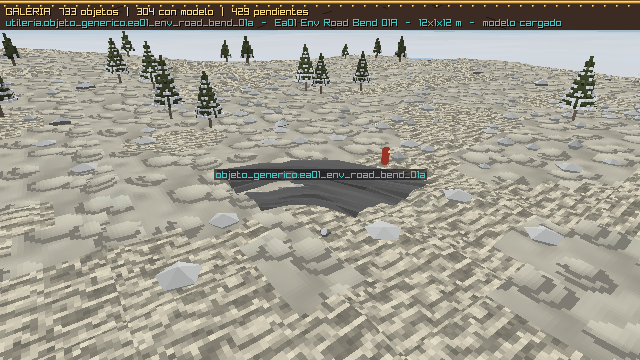 GALERIA 733 objetos | 304 con modelo | 429 pendientes
utileria.objeto_generico.ea01_env_road_bend_01a - Ea01 Env Road Bend 01A - 12x1x12 m - modelo cargado
objeto_generico.ea01_env_road_bend_01a